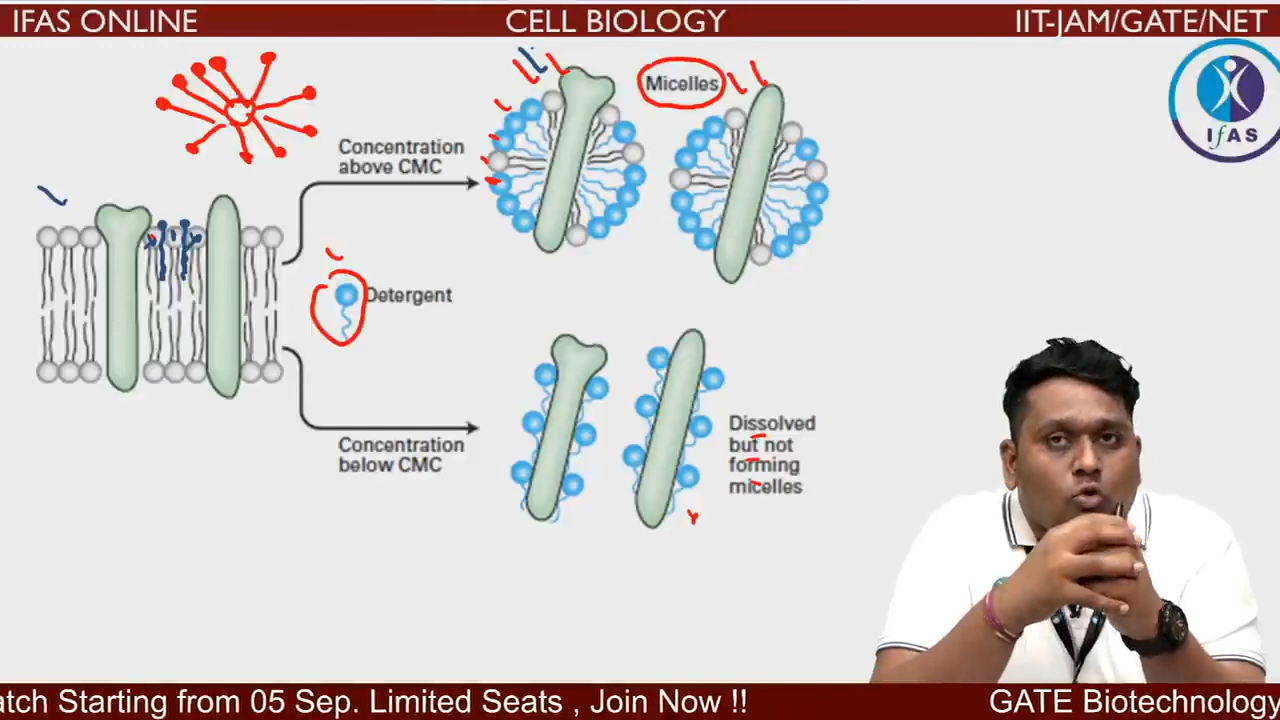 IFAS ONLINE
CELL BIOLOGY
IIT-JAM/GATE/NET
Micelles
IfAS
Concentration
above CMC
Detergent
Concentration
below CMC
Dissolved
but not
forming
micelles
atch Starting from 05 Sep. Limited Seats , Join Now !!
GATE Biotechnology